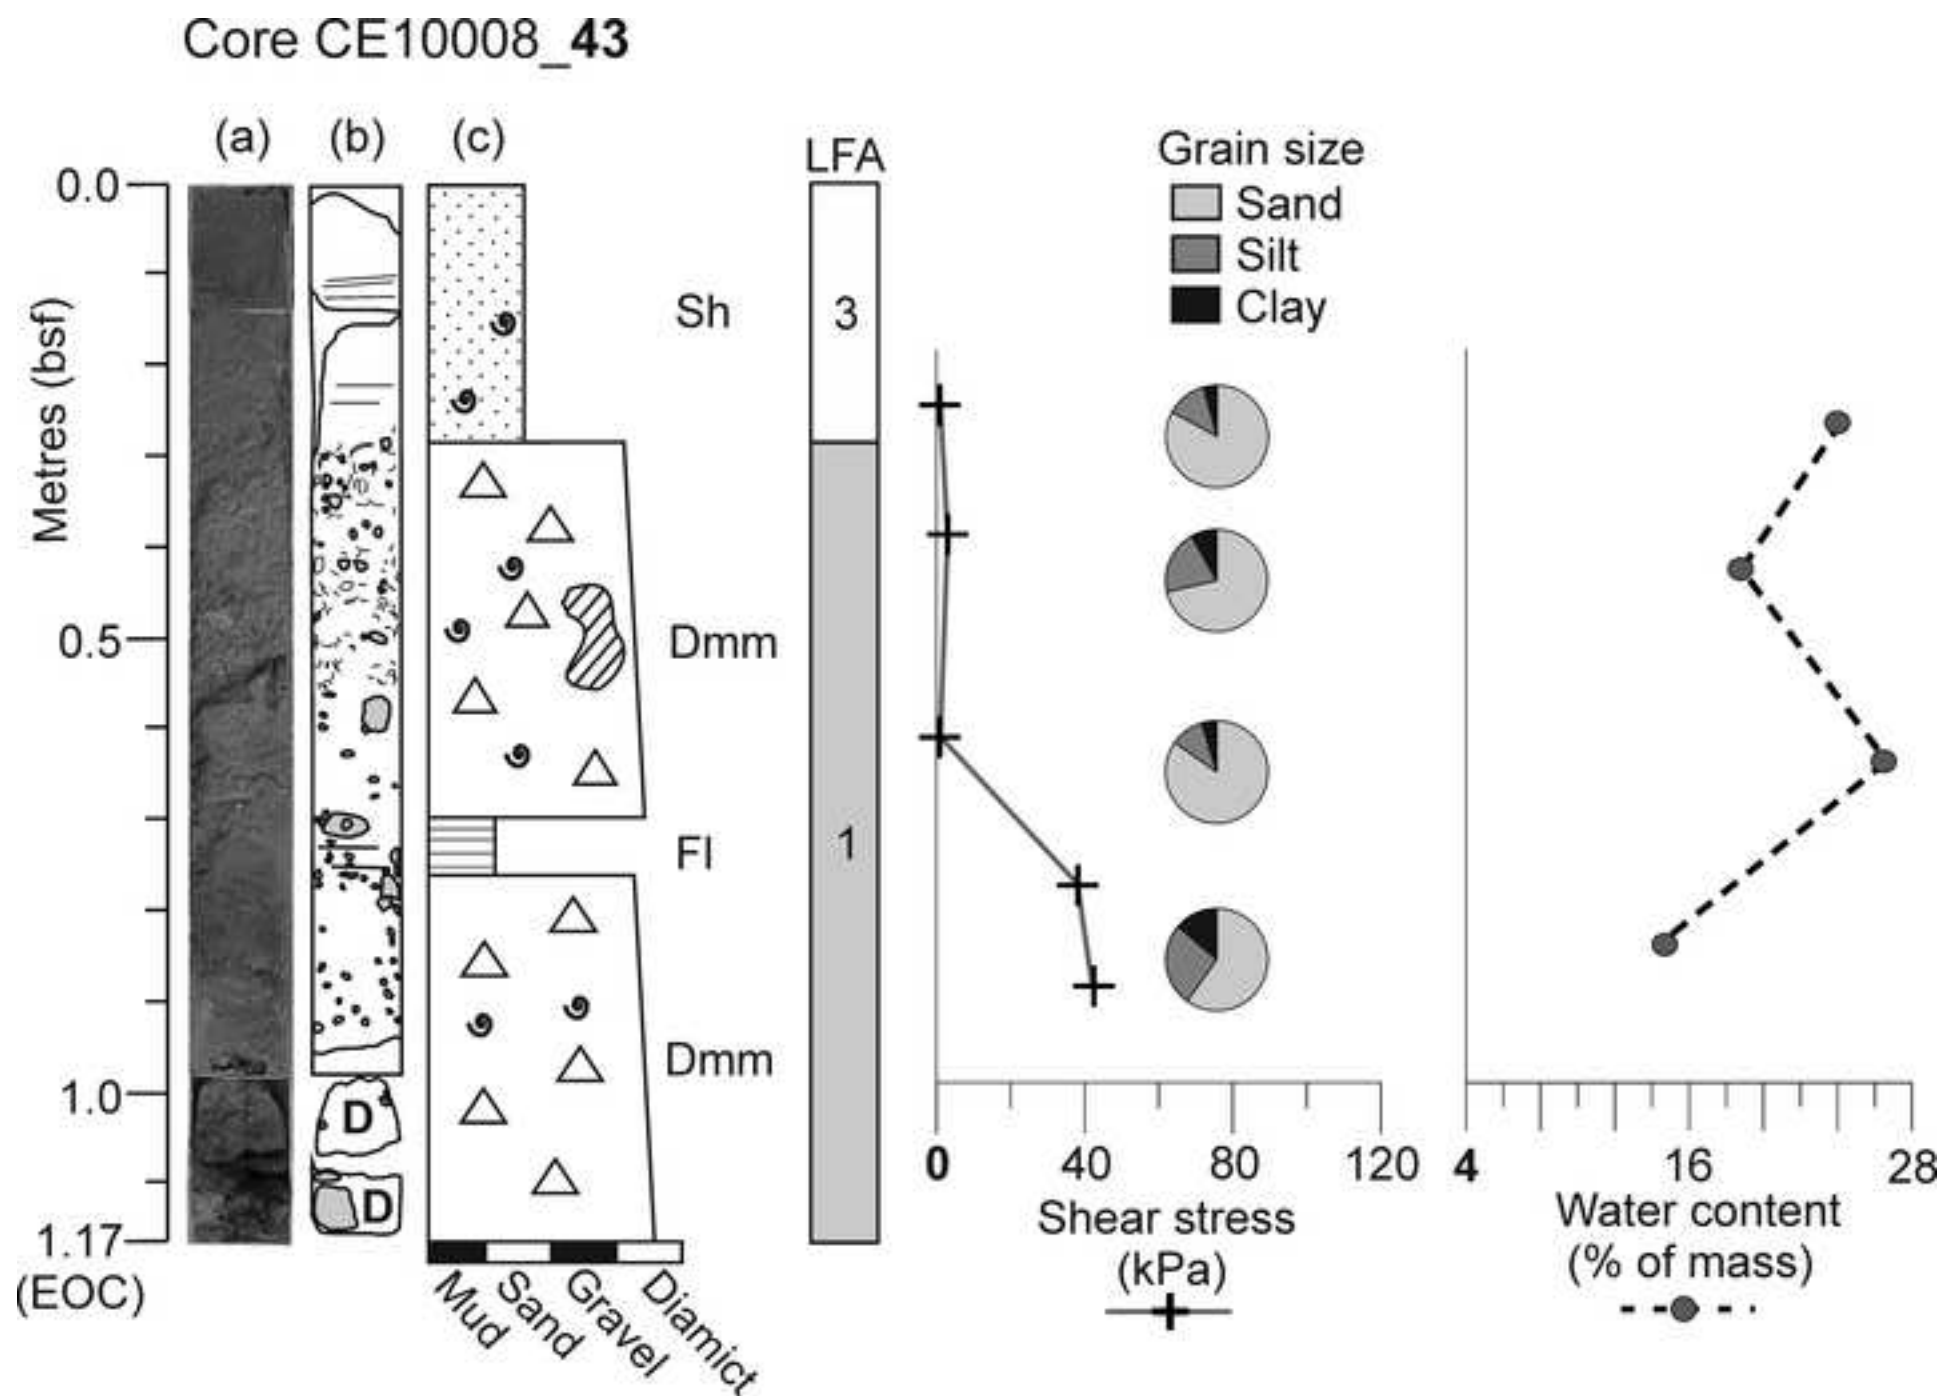 Core CE10008_43
(a) (b) (c)
LFA
Grain size
Sand
Silt
Clay
0.0
0.5
1.0
1.17
(EOC)
Metres (bsf)
D
D
Sh
Dmm
Fl
Dmm
3
1
Mud
Sand
Gravel
Diamict
0 40 80 120
Shear stress
(kPa)
4 16 28
Water content
(% of mass)